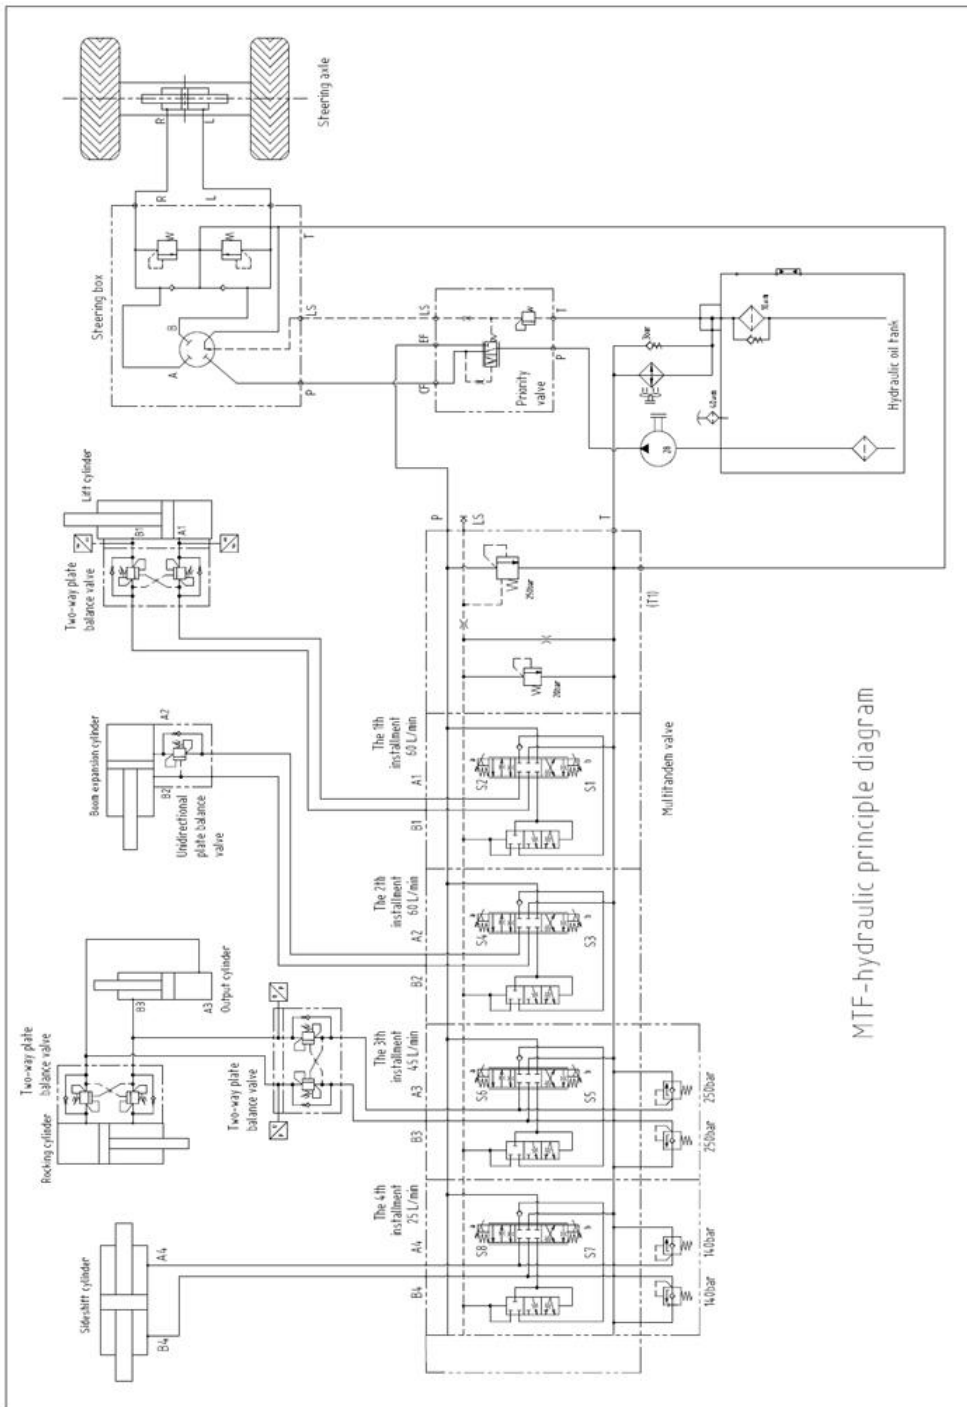 MTF-hydraulic principle diagram
Sideshift cylinder
B4
A4
Rocking cylinder
Two-way plate
balance valve
B3
A3
Output cylinder
Two-way plate
balance valve
Boom expansion cylinder
B2
A2
Unidirectional
plate balance
valve
Two-way plate
balance valve
Lift cylinder
B1
A1
Steering box
A
B
R
L
T
P
LS
R
L
Steering axle
The 4th
installment
25 L/min
B4
A4
S8
S7
140bar
140bar
The 3th
installment
45 L/min
B3
A3
S6
S5
250bar
250bar
The 2th
installment
60 L/min
B2
A2
S4
S3
The 1th
installment
60 L/min
B1
A1
S2
S1
Multitandem valve
250bar
(T1)
P
LS
T
CF
EF
LS
Priority
valve
P
T
28
Hydraulic oil tank